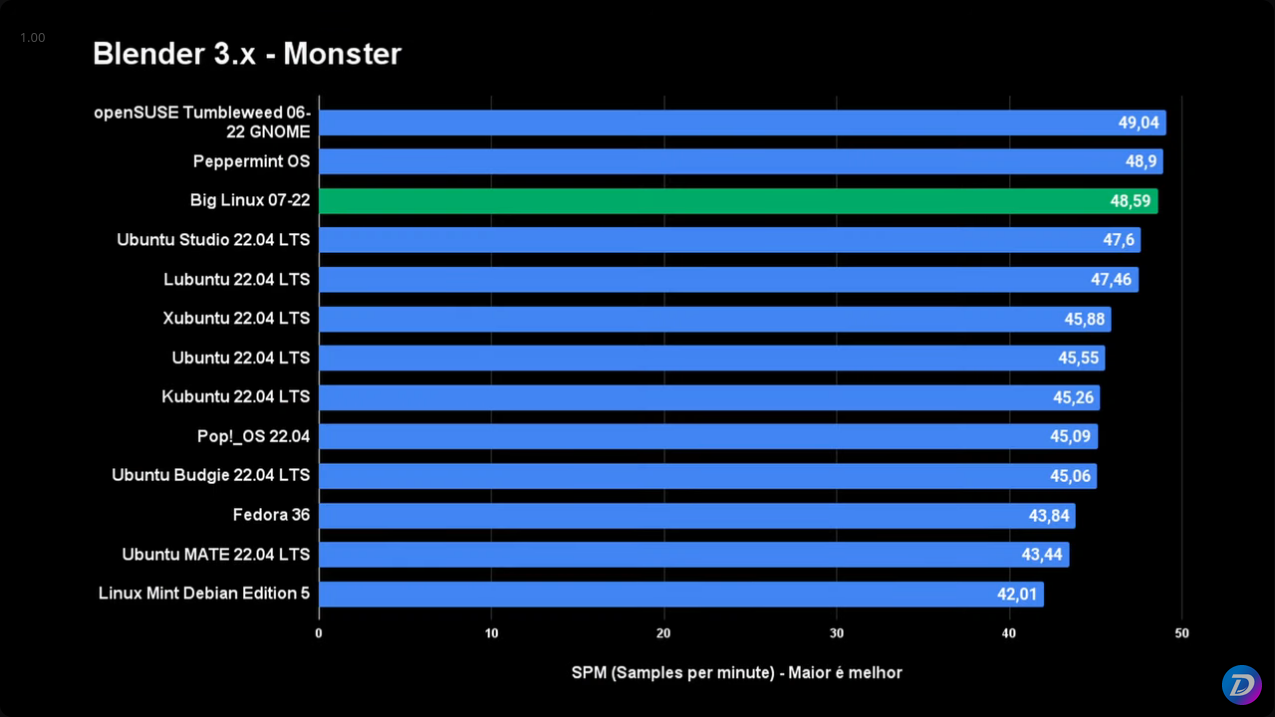 1.00
Blender 3.x - Monster
openSUSE Tumbleweed 06-
22 GNOME
49,04
Peppermint OS
48,9
Big Linux 07-22
48,59
Ubuntu Studio 22.04 LTS
47,6
Lubuntu 22.04 LTS
47,46
Xubuntu 22.04 LTS
45,88
Ubuntu 22.04 LTS
45,55
Kubuntu 22.04 LTS
45,26
Pop!_OS 22.04
45,09
Ubuntu Budgie 22.04 LTS
45,06
Fedora 36
43,84
Ubuntu MATE 22.04 LTS
43,44
Linux Mint Debian Edition 5
42,01
0 10 20 30 40 50
SPM (Samples per minute) - Maior é melhor
D